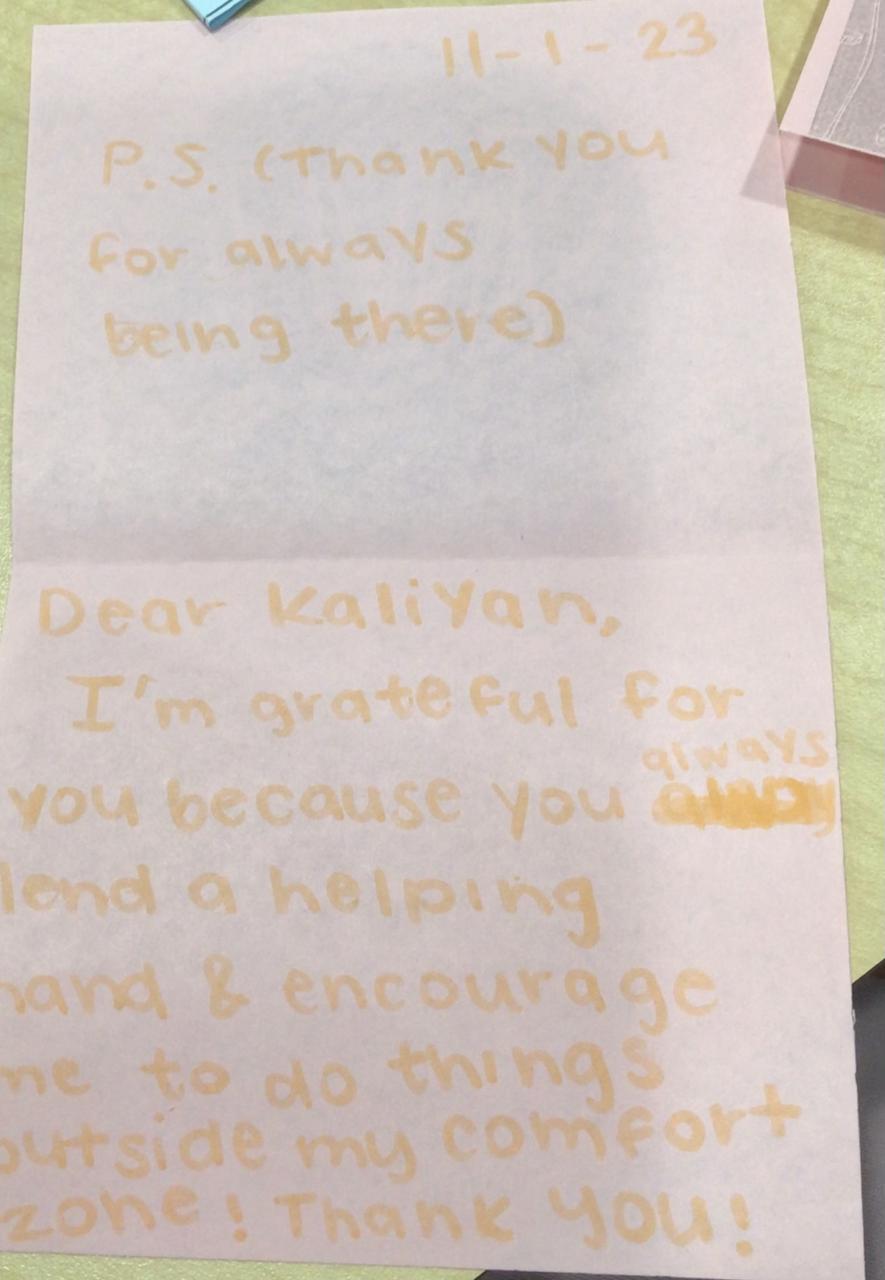 11-1-23
P.S. (Thank you
for always
being there)
Dear Kaliyan,
I'm grateful for
always
you because you
lend a helping
hand & encourage
me to do things
outside my comfort
zone! Thank you!